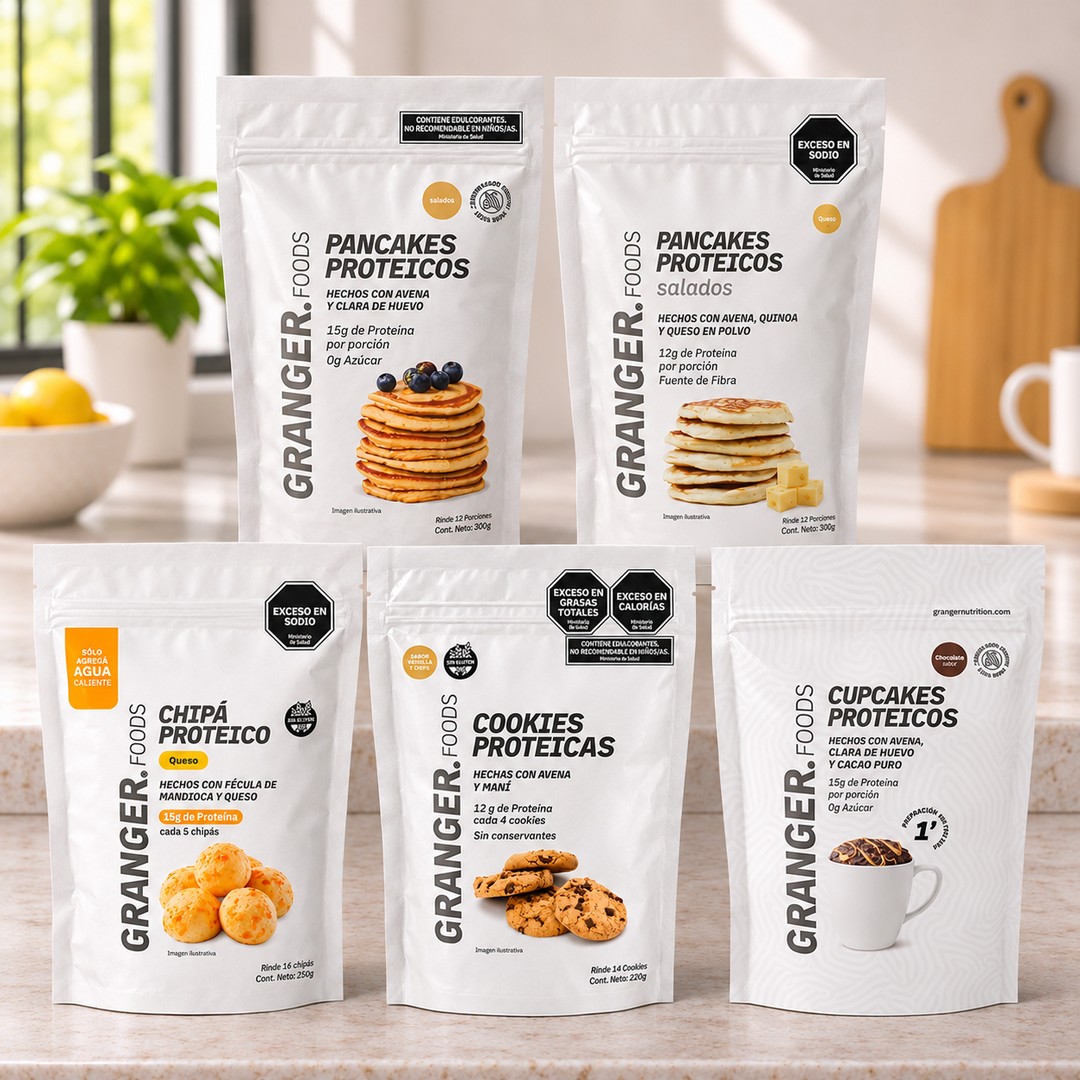 CONTIENE EDULCORANTES.
NO RECOMENDABLE EN NIÑOS/AS.
Ministerio de Salud
salados
GRANGER. FOODS
PANCAKES
PROTEICOS
HECHOS CON AVENA
Y CLARA DE HUEVO
15g de Proteína
por porción
0g Azúcar
Imagen ilustrativa
Rinde 12 Porciones
Cont. Neto: 300g
EXCESO EN
SODIO
Ministerio
de Salud
Queso
GRANGER. FOODS
PANCAKES
PROTEICOS
salados
HECHOS CON AVENA, QUINOA
Y QUESO EN POLVO
12g de Proteína
por porción
Fuente de Fibra
Imagen ilustrativa
Rinde 12 Porciones
Cont. Neto: 300g
EXCESO EN
SODIO
Ministerio
de Salud
SÓLO
AGREGÁ
AGUA
CALIENTE
GRANGER. FOODS
CHIPÁ
PROTEICO
Queso
HECHOS CON FÉCULA DE
MANDIOCA Y QUESO
15g de Proteína
cada 5 chipás
Imagen ilustrativa
Rinde 16 chipás
Cont. Neto: 250g
EXCESO EN
GRASAS
TOTALES
Ministerio
de Salud
EXCESO EN
CALORÍAS
Ministerio
de Salud
NO RECOMENDABLE EN NIÑOS/AS.
Ministerio de Salud
SABOR
VAINILLA
Y CHIPS
SIN GLUTEN
GRANGER. FOODS
COOKIES
PROTEICAS
HECHAS CON AVENA
Y MANÍ
12 g de Proteína
cada 4 cookies
Sin conservantes
Imagen ilustrativa
Rinde 14 Cookies
Cont. Neto: 220g
grangernutrition.com
Chocolate
sabor
GRANGER. FOODS
CUPCAKES
PROTEICOS
HECHOS CON AVENA,
CLARA DE HUEVO
Y CACAO PURO
15g de Proteína
por porción
0g Azúcar
PREPARACIÓN
1'